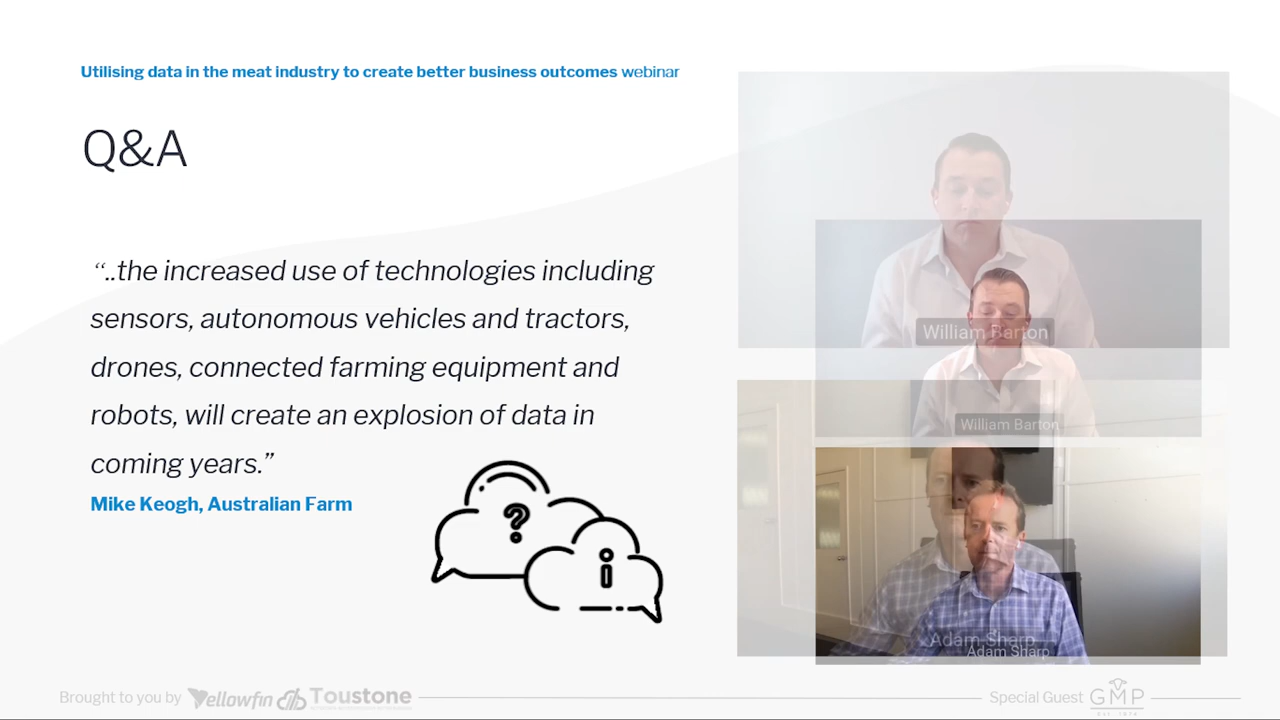 Utilising data in the meat industry to create better business outcomes webinar
Q&A
“..the increased use of technologies including
sensors, autonomous vehicles and tractors,
drones, connected farming equipment and
robots, will create an explosion of data in
coming years.”
Mike Keogh, Australian Farm
?
i
William Barton
William Barton
Adam Sharp
Adam Sharp
Brought to you by Yellowfin Toustone
Special Guest GMP